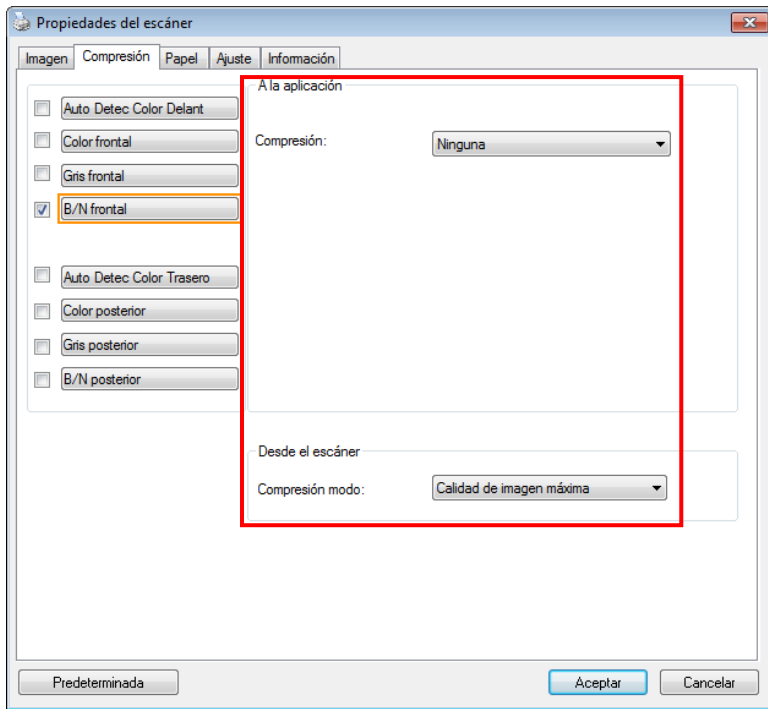 Propiedades del escáner
Imagen Compresión Papel Ajuste Información
Auto Detec Color Delant
Color frontal
Gris frontal
B/N frontal
Auto Detec Color Trasero
Color posterior
Gris posterior
B/N posterior
A la aplicación
Compresión: Ninguna
Desde el escáner
Compresión modo: Calidad de imagen máxima
Predeterminada Aceptar Cancelar